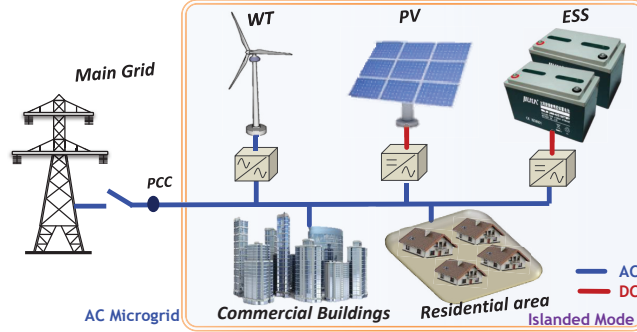 WT
PV
ESS
Main Grid
PCC
Commercial Buildings
Residential area
AC
DC
AC Microgrid
Islanded Mode